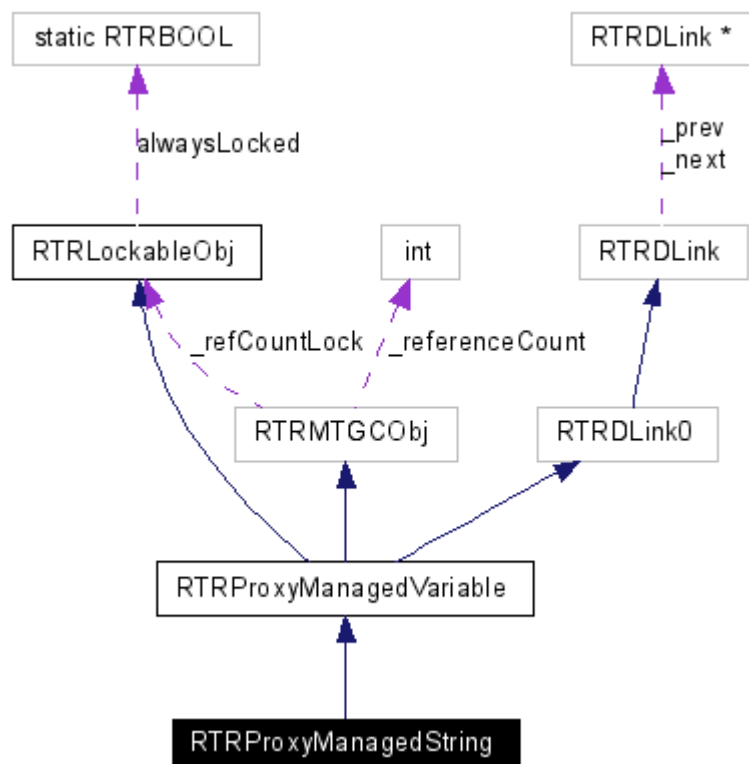 static RTRBOOL
RTRDLink *
alwaysLocked
_prev
_next
RTRLockableObj
int
RTRDLink
_refCountLock
_referenceCount
RTRMTGCObj
RTRDLink0
RTRProxyManagedVariable
RTRProxyManagedString